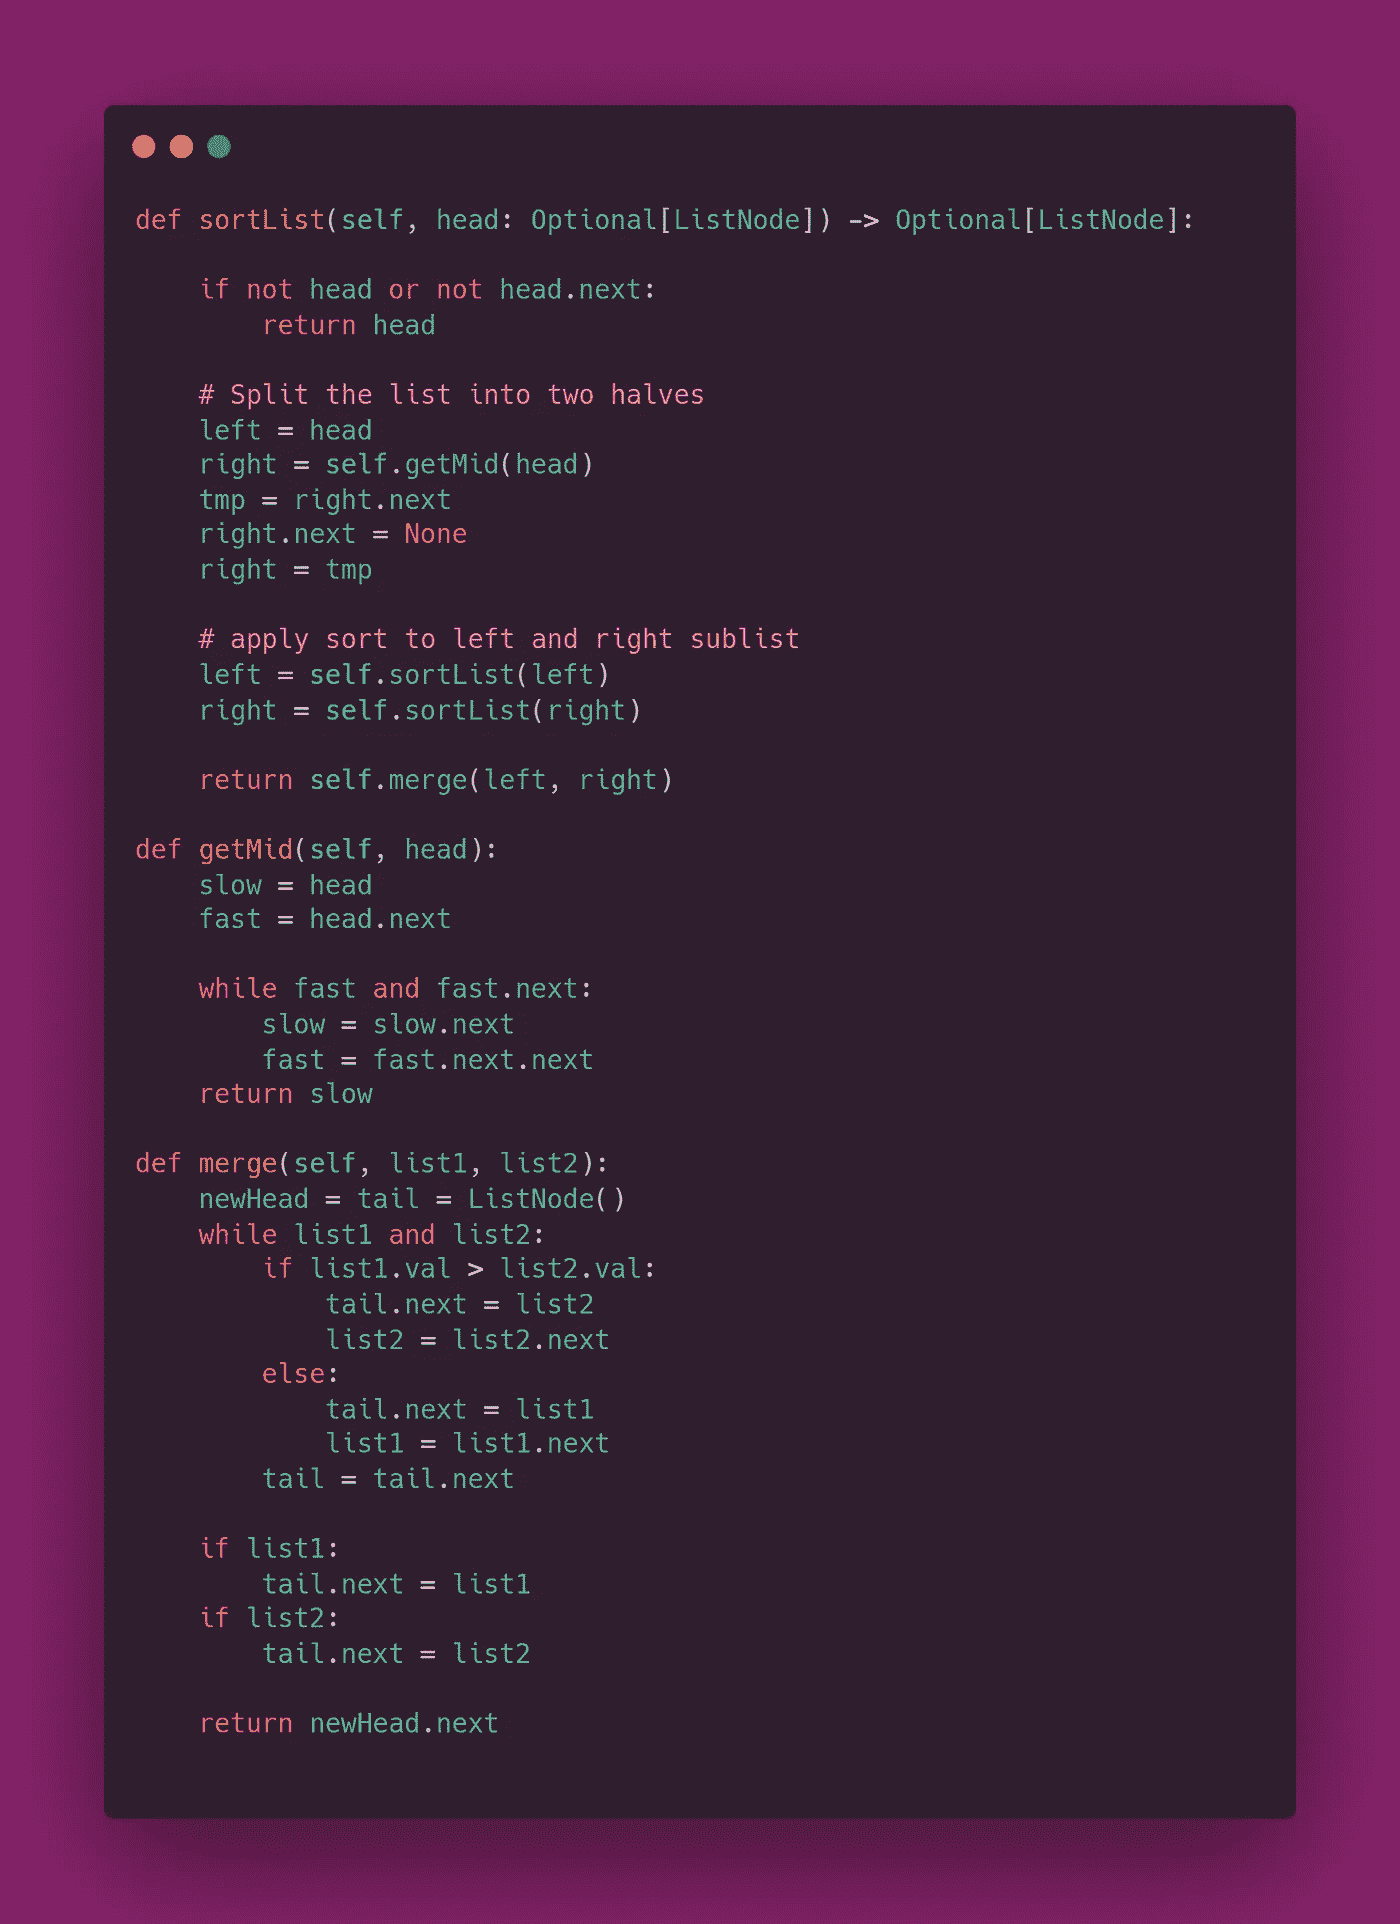 def sortList(self, head: Optional[ListNode]) -> Optional[ListNode]:

    if not head or not head.next:
        return head

    # Split the list into two halves
    left = head
    right = self.getMid(head)
    tmp = right.next
    right.next = None
    right = tmp

    # apply sort to left and right sublist
    left = self.sortList(left)
    right = self.sortList(right)

    return self.merge(left, right)

def getMid(self, head):
    slow = head
    fast = head.next

    while fast and fast.next:
        slow = slow.next
        fast = fast.next.next
    return slow

def merge(self, list1, list2):
    newHead = tail = ListNode()
    while list1 and list2:
        if list1.val > list2.val:
            tail.next = list2
            list2 = list2.next
        else:
            tail.next = list1
            list1 = list1.next
        tail = tail.next

    if list1:
        tail.next = list1
    if list2:
        tail.next = list2

    return newHead.next